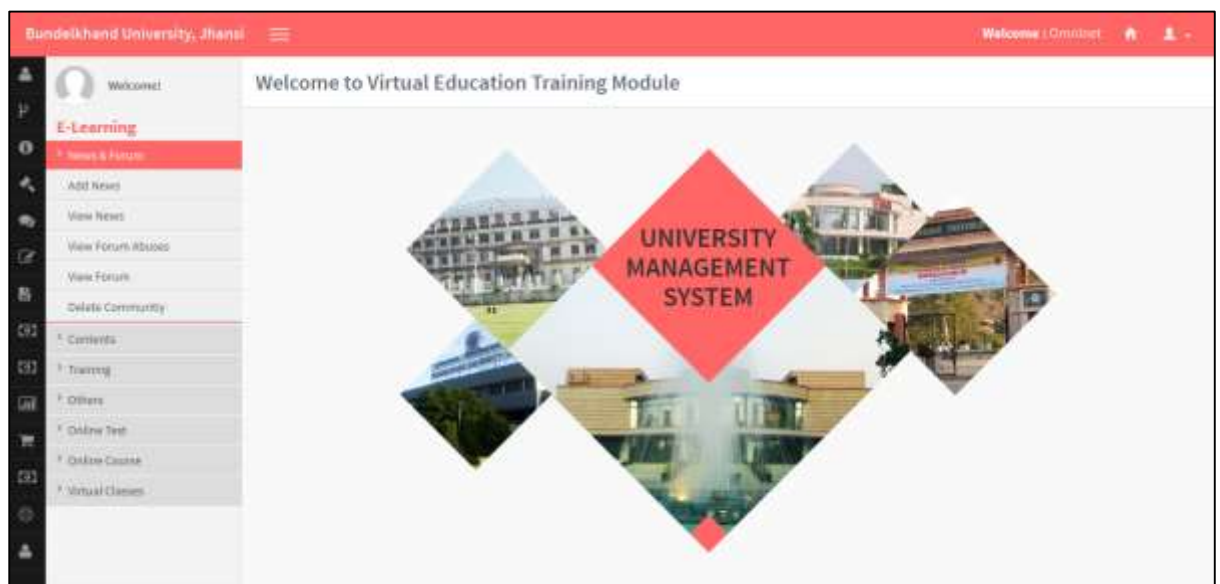 Bundelkhand University, Jhansi
Welcome : Omninet
Welcome!
Welcome to Virtual Education Training Module
E-Learning
News & Forum
Add News
View News
View Forum Abuses
View Forum
Delete Community
Contents
Training
Others
Online Test
Online Course
Virtual Classes
UNIVERSITY
MANAGEMENT
SYSTEM